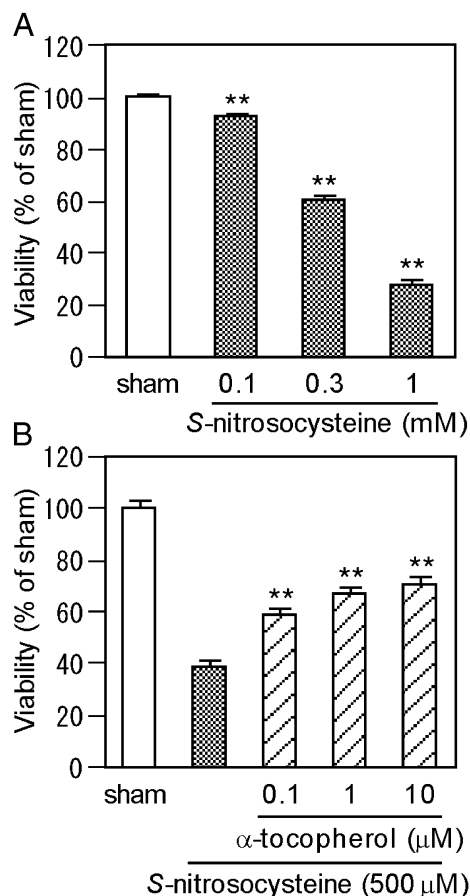 A
Viability (% of sham)
120
100
80
60
40
20
0
**
**
**
sham 0.1 0.3 1
S-nitrosocysteine (mM)
B
Viability (% of sham)
120
100
80
60
40
20
0
**
**
**
sham 0.1 1 10
α-tocopherol (μM)
S-nitrosocysteine (500 μM)